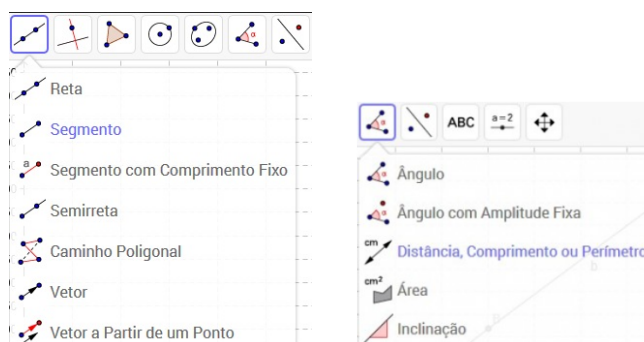 Reta
Segmento
a
Segmento com Comprimento Fixo
Semirreta
Caminho Poligonal
Vetor
Vetor a Partir de um Ponto
ABC
a=2
Ângulo
Ângulo com Amplitude Fixa
cm
Distância, Comprimento ou Perímetro
cm²
Área
Inclinação